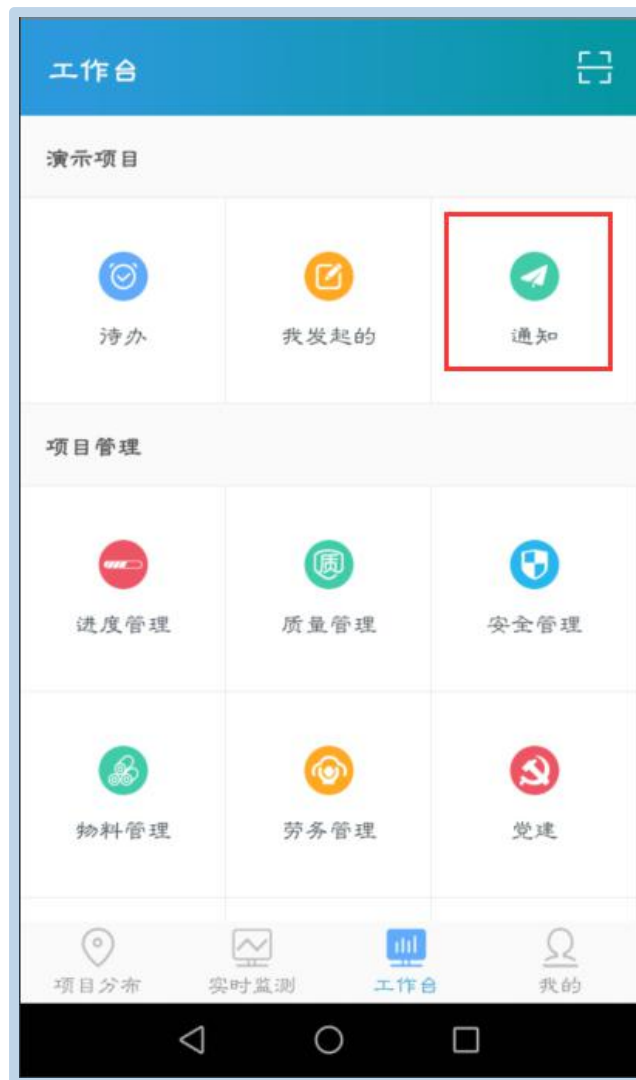 工作台
演示项目
待办
我发起的
通知
项目管理
进度管理
质
质量管理
安全管理
物料管理
劳务管理
党建
项目分布
实时监测
工作台
我的